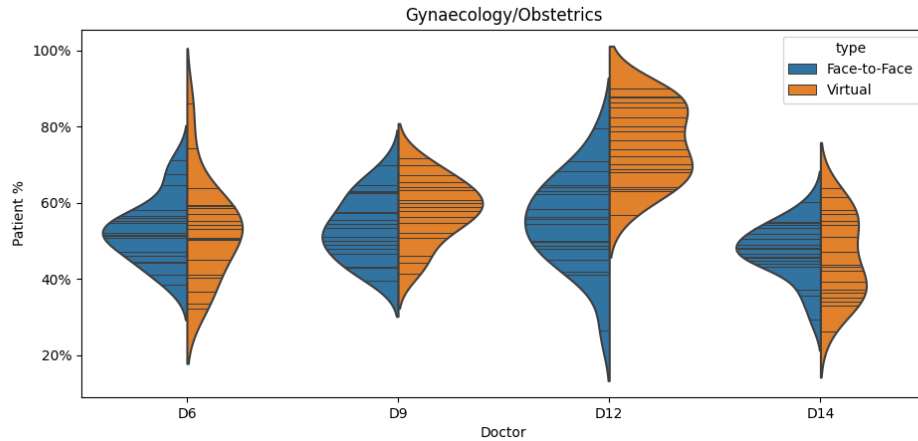 Gynaecology/Obstetrics
100%
80%
60%
40%
20%
Patient %
type
Face-to-Face
Virtual
D6
D9
D12
D14
Doctor